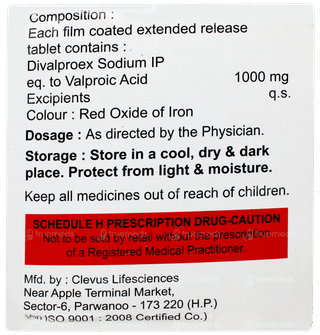 Composition :
Each film coated extended release
tablet contains :
Divalproex Sodium IP
eq. to Valproic Acid 1000 mg
Excipients q.s.
Colour : Red Oxide of Iron
Dosage : As directed by the Physician.
Storage : Store in a cool, dry & dark
place. Protect from light & moisture.
Keep all medicines out of reach of children.
SCHEDULE H PRESCRIPTION DRUG-CAUTION
Not to be sold by retail without the prescription
of a Registered Medical Practitioner.
Mfd. by : Clevus Lifesciences
Near Apple Terminal Market,
Sector-6, Parwanoo - 173 220 (H.P.)
ISO 9001 : 2008 Certified Co.)